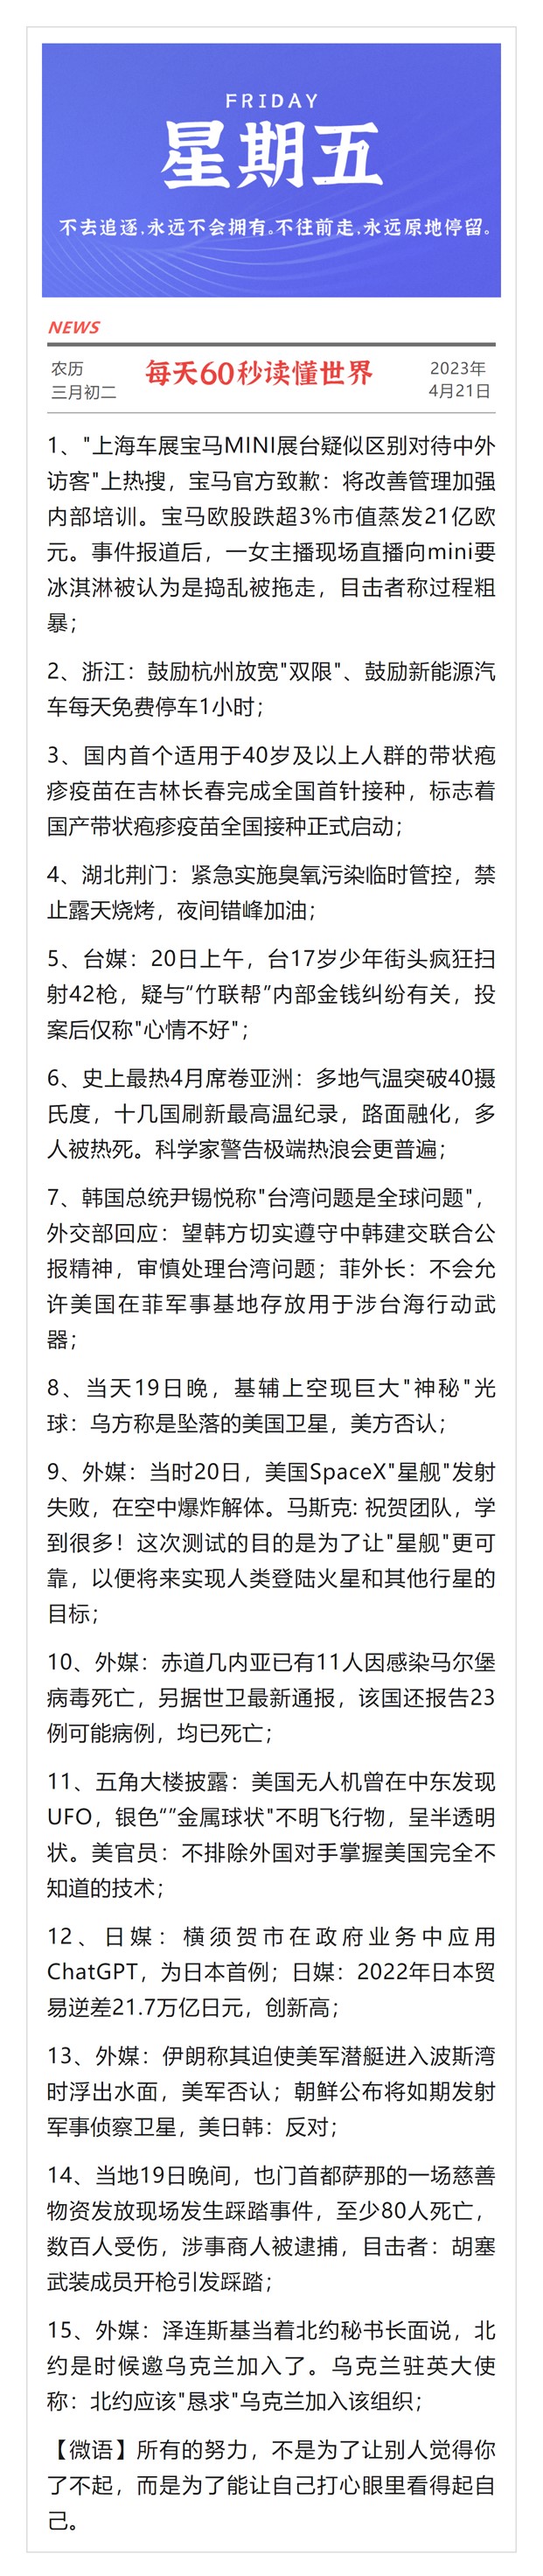 FRIDAY
星期五
不去追逐,永远不会拥有。不往前走,永远原地停留。
NEWS
农历
三月初二
每天60秒读懂世界
2023年
4月21日
1、"上海车展宝马MINI展台疑似区别对待中外
访客"上热搜，宝马官方致歉：将改善管理加强
内部培训。宝马欧股跌超3%市值蒸发21亿欧
元。事件报道后，一女主播现场直播向mini要
冰淇淋被认为是捣乱被拖走，目击者称过程粗
暴；
2、浙江：鼓励杭州放宽"双限"、鼓励新能源汽
车每天免费停车1小时；
3、国内首个适用于40岁及以上人群的带状疱
疹疫苗在吉林长春完成全国首针接种，标志着
国产带状疱疹疫苗全国接种正式启动；
4、湖北荆门：紧急实施臭氧污染临时管控，禁
止露天烧烤，夜间错峰加油；
5、台媒：20日上午，台17岁少年街头疯狂扫
射42枪，疑与“竹联帮”内部金钱纠纷有关，投
案后仅称"心情不好"；
6、史上最热4月席卷亚洲：多地气温突破40摄
氏度，十几国刷新最高温纪录，路面融化，多
人被热死。科学家警告极端热浪会更普遍；
7、韩国总统尹锡悦称"台湾问题是全球问题"，
外交部回应：望韩方切实遵守中韩建交联合公
报精神，审慎处理台湾问题；菲外长：不会允
许美国在菲军事基地存放用于涉台海行动武
器；
8、当天19日晚，基辅上空现巨大"神秘"光
球：乌方称是坠落的美国卫星，美方否认；
9、外媒：当时20日，美国SpaceX"星舰"发射
失败，在空中爆炸解体。马斯克: 祝贺团队，学
到很多！这次测试的目的是为了让"星舰"更可
靠，以便将来实现人类登陆火星和其他行星的
目标；
10、外媒：赤道几内亚已有11人因感染马尔堡
病毒死亡，另据世卫最新通报，该国还报告23
例可能病例，均已死亡；
11、五角大楼披露：美国无人机曾在中东发现
UFO，银色“”金属球状"不明飞行物，呈半透明
状。美官员：不排除外国对手掌握美国完全不
知道的技术；
12、日媒：横须贺市在政府业务中应用
ChatGPT，为日本首例；日媒：2022年日本贸
易逆差21.7万亿日元，创新高；
13、外媒：伊朗称其迫使美军潜艇进入波斯湾
时浮出水面，美军否认；朝鲜公布将如期发射
军事侦察卫星，美日韩：反对；
14、当地19日晚间，也门首都萨那的一场慈善
物资发放现场发生踩踏事件，至少80人死亡，
数百人受伤，涉事商人被逮捕，目击者：胡塞
武装成员开枪引发踩踏；
15、外媒：泽连斯基当着北约秘书长面说，北
约是时候邀乌克兰加入了。乌克兰驻英大使
称：北约应该"恳求"乌克兰加入该组织；
【微语】所有的努力，不是为了让别人觉得你
了不起，而是为了能让自己打心眼里看得起自
己。